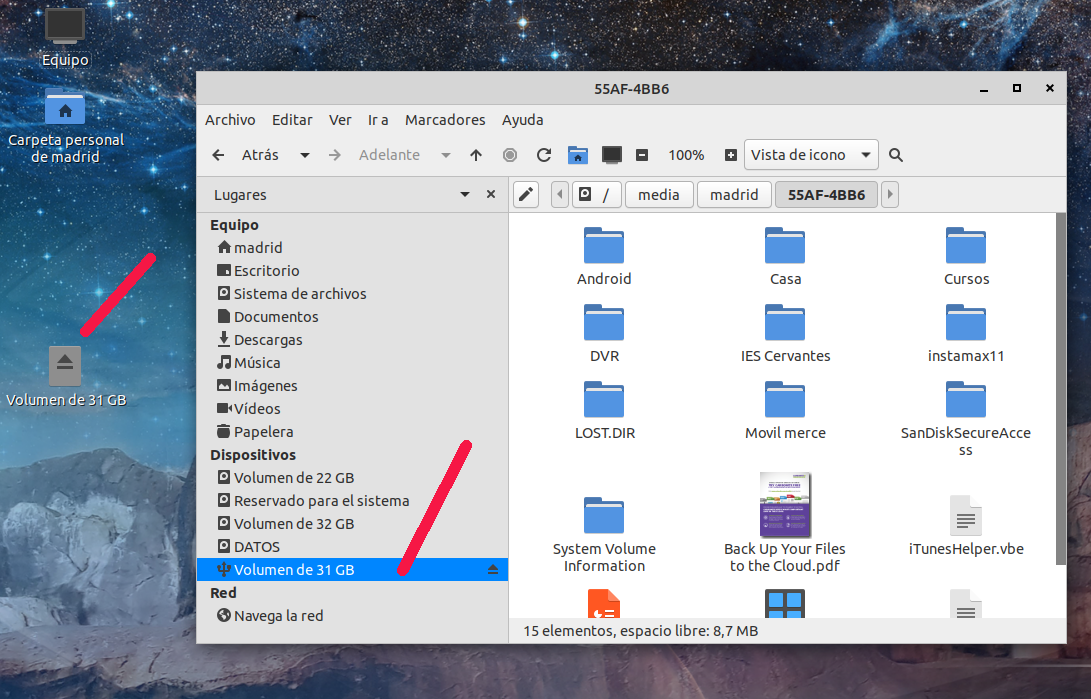 Equipo
Carpeta personal
de madrid
Volumen de 31 GB
55AF-4BB6
Archivo Editar Ver Ir a Marcadores Ayuda
Atrás Adelante 100% Vista de icono
Lugares
/ media madrid 55AF-4BB6
Equipo
madrid
Escritorio
Sistema de archivos
Documentos
Descargas
Música
Imágenes
Vídeos
Papelera
Dispositivos
Volumen de 22 GB
Reservado para el sistema
Volumen de 32 GB
DATOS
Volumen de 31 GB
Red
Navega la red
Android Casa Cursos
DVR IES Cervantes instamax11
LOST.DIR Movil merce SanDiskSecureAcce
ss
System Volume
Information
Back Up Your Files
to the Cloud.pdf
iTunesHelper.vbe
15 elementos, espacio libre: 8,7 MB